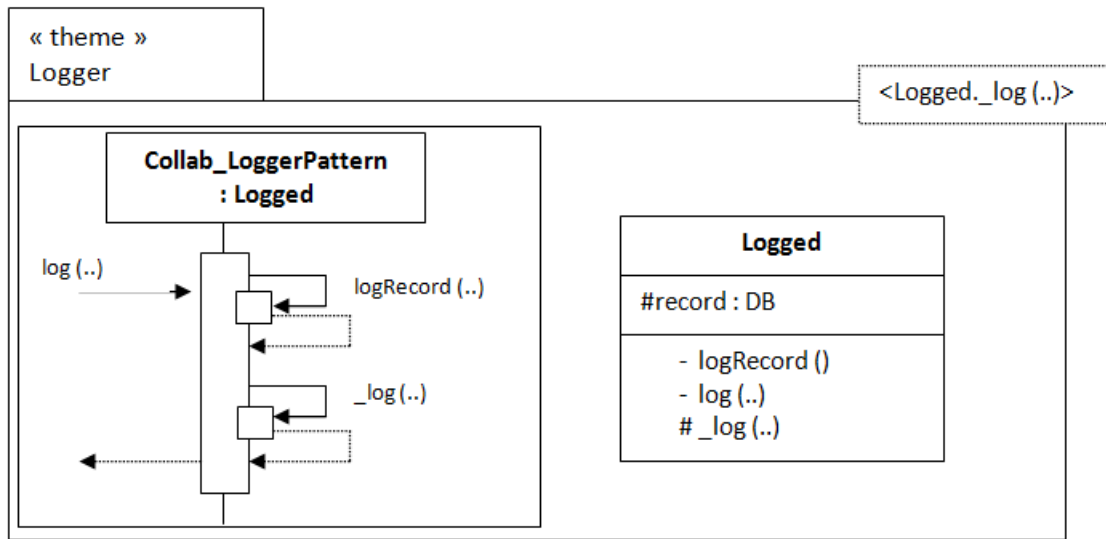 « theme »
Logger
<Logged._log (..)>
Collab_LoggerPattern
: Logged
log (..)
logRecord (..)
_log (..)
Logged
#record : DB
- logRecord ()
- log (..)
# _log (..)